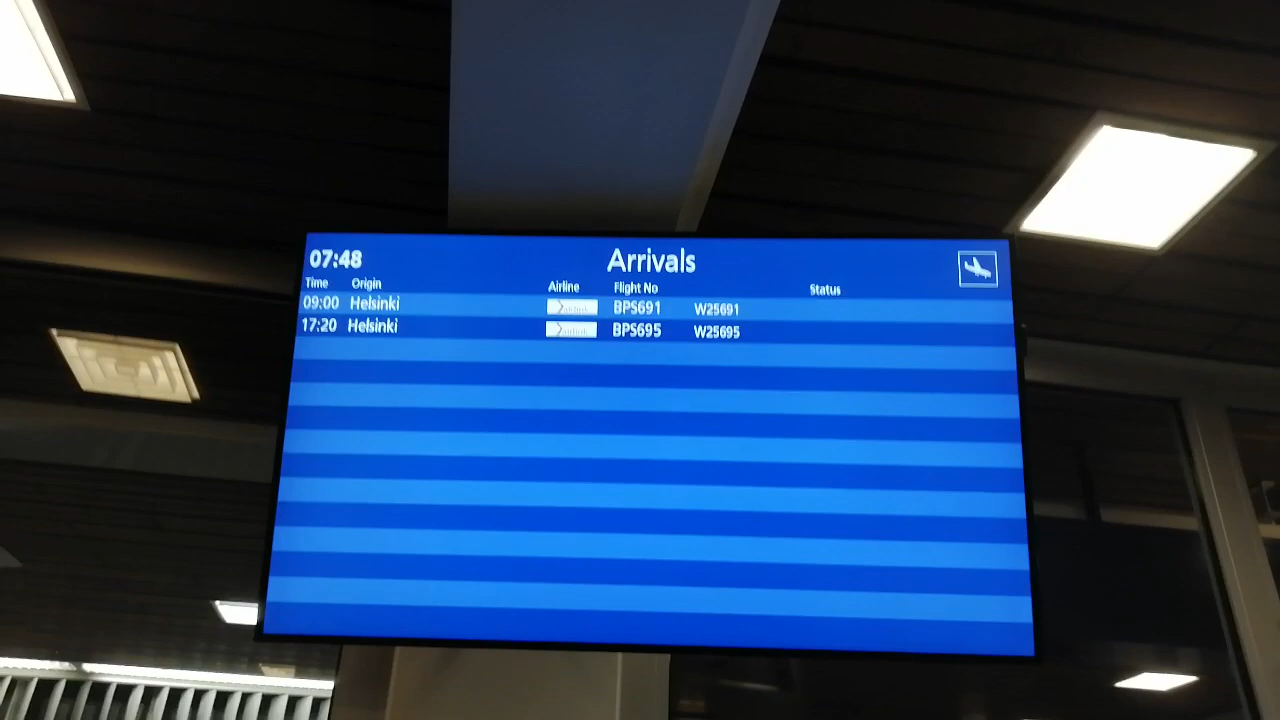 07:48 Arrivals
Time Origin Airline Flight No Status
09:00 Helsinki BPS691 W25691
17:20 Helsinki BPS695 W25695